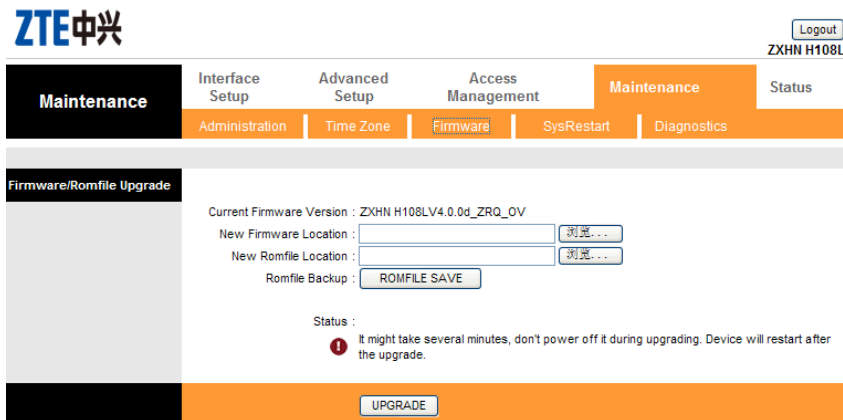 ZTE中兴
Logout
ZXHN H108L
Maintenance
Interface Setup
Advanced Setup
Access Management
Maintenance
Status
Administration
Time Zone
Firmware
SysRestart
Diagnostics
Firmware/Romfile Upgrade
Current Firmware Version : ZXHN H108LV4.0.0d_ZRQ_OV
New Firmware Location : 浏览...
New Romfile Location : 浏览...
Romfile Backup : ROMFILE SAVE
Status :
It might take several minutes, don't power off it during upgrading. Device will restart after
the upgrade.
UPGRADE